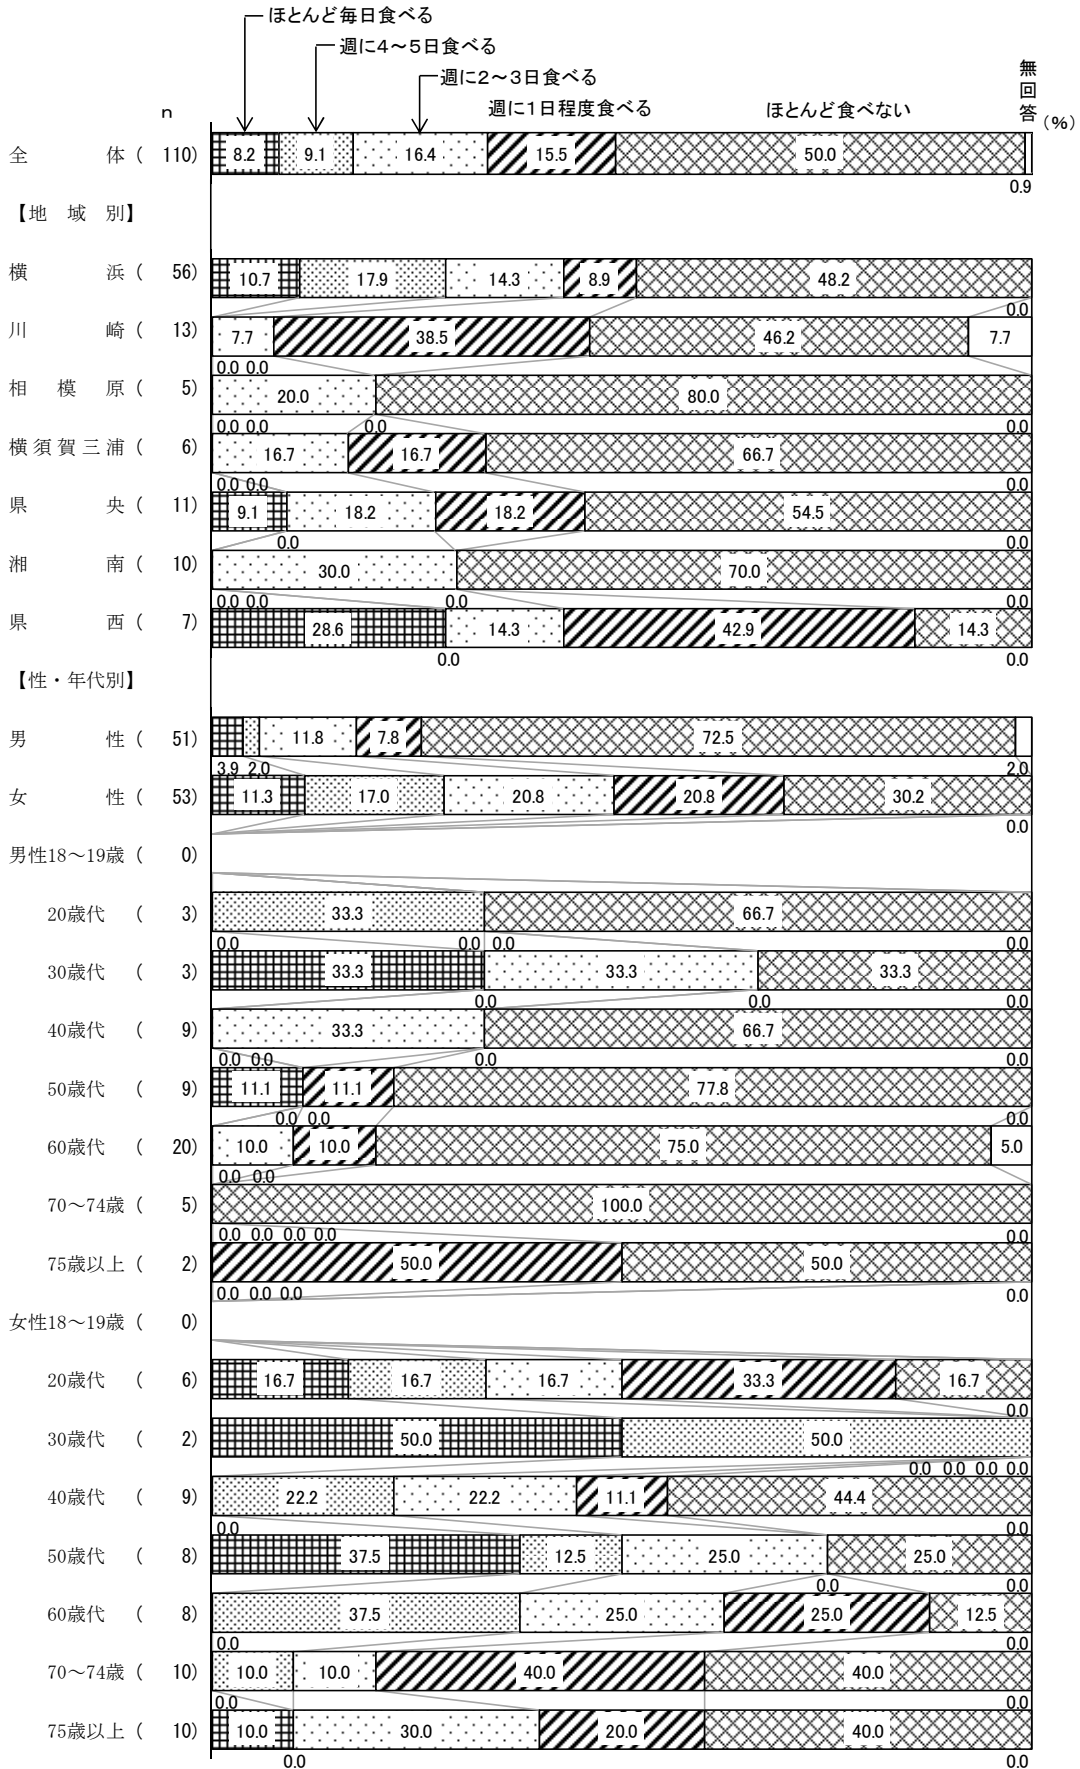 ほとんど毎日食べる
週に4～5日食べる
週に2～3日食べる
週に1日程度食べる ほとんど食べない 無回答 (%)
n
全体( 110) 8.2 9.1 16.4 15.5 50.0
0.9
【地域別】
横浜( 56) 10.7 17.9 14.3 8.9 48.2
0.0
川崎( 13) 7.7 38.5 46.2 7.7
0.0 0.0
相模原( 5) 20.0 80.0
0.0 0.0 0.0 0.0
横須賀三浦( 6) 16.7 16.7 66.7
0.0 0.0 0.0
県央( 11) 9.1 18.2 18.2 54.5
0.0 0.0
湘南( 10) 30.0 70.0
0.0 0.0 0.0 0.0
県西( 7) 28.6 14.3 42.9 14.3
0.0 0.0
【性・年代別】
男性( 51) 11.8 7.8 72.5
3.9 2.0 2.0
女性( 53) 11.3 17.0 20.8 20.8 30.2
0.0
男性18～19歳( 0)
20歳代( 3) 33.3 66.7
0.0 0.0 0.0 0.0
30歳代( 3) 33.3 33.3 33.3
0.0 0.0 0.0
40歳代( 9) 33.3 66.7
0.0 0.0 0.0 0.0
50歳代( 9) 11.1 11.1 77.8
0.0 0.0 0.0
60歳代( 20) 10.0 10.0 75.0 5.0
0.0 0.0
70～74歳( 5) 100.0
0.0 0.0 0.0 0.0 0.0
75歳以上( 2) 50.0 50.0
0.0 0.0 0.0 0.0
女性18～19歳( 0)
20歳代( 6) 16.7 16.7 16.7 33.3 16.7
0.0
30歳代( 2) 50.0 50.0
0.0 0.0 0.0 0.0
40歳代( 9) 22.2 22.2 11.1 44.4
0.0 0.0
50歳代( 8) 37.5 12.5 25.0 25.0
0.0 0.0
60歳代( 8) 37.5 25.0 25.0 12.5
0.0 0.0
70～74歳( 10) 10.0 10.0 40.0 40.0
0.0 0.0
75歳以上( 10) 10.0 30.0 20.0 40.0
0.0 0.0